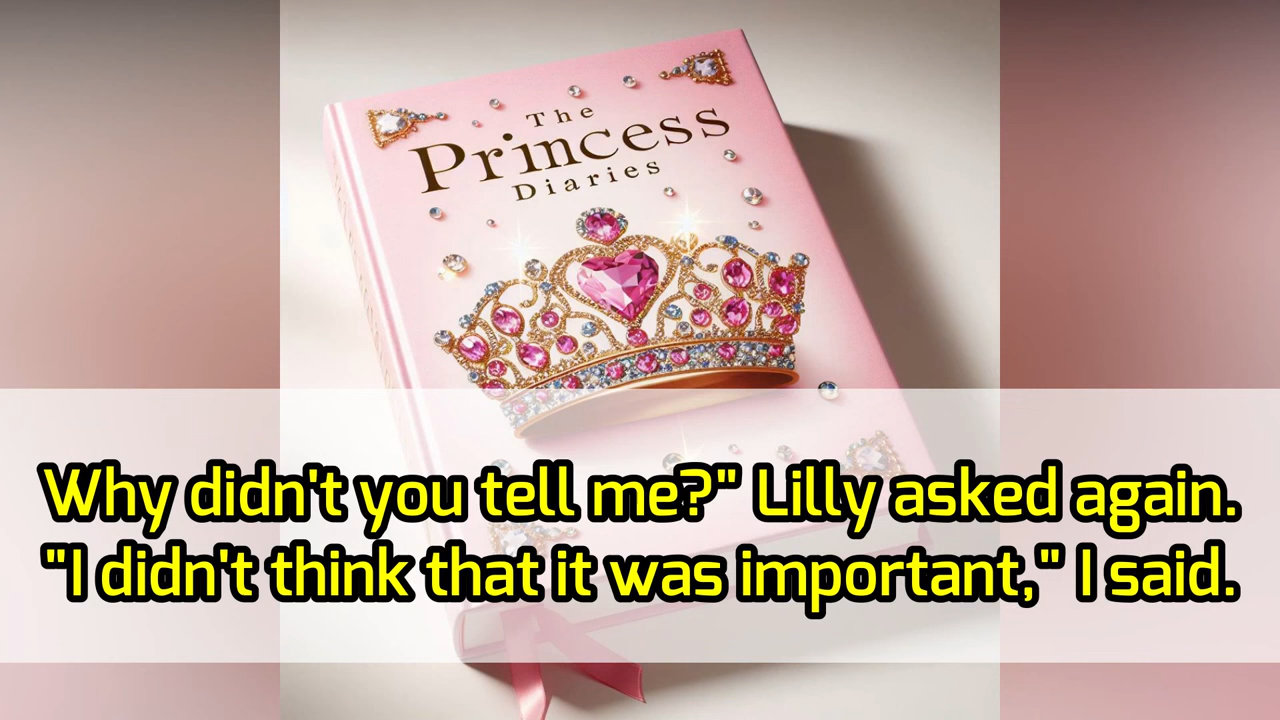 The
Princess
Diaries
Why didn't you tell me?" Lilly asked again.
"I didn't think that it was important," I said.